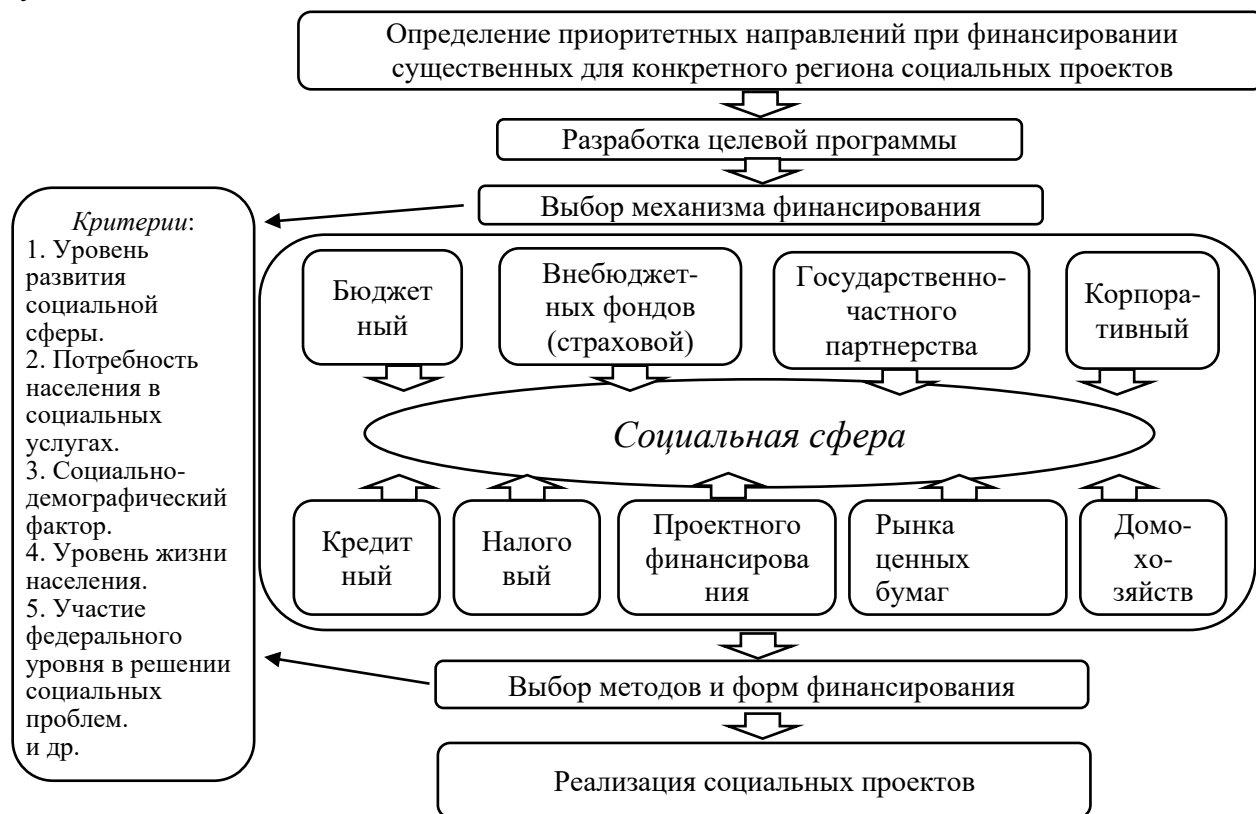 Определение приоритетных направлений при финансировании
существенных для конкретного региона социальных проектов
Разработка целевой программы
Выбор механизма финансирования
Критерии:
1. Уровень
развития
социальной
сферы.
2. Потребность
населения в
социальных
услугах.
3. Социально-
демографический
фактор.
4. Уровень жизни
населения.
5. Участие
федерального
уровня в решении
социальных
проблем.
и др.
Бюджет
ный
Внебюджет-
ных фондов
(страховой)
Государственно-
частного
партнерства
Корпора-
тивный
Социальная сфера
Кредит
ный
Налого
вый
Проектного
финансирова
ния
Рынка
ценных
бумаг
Домо-
хо-
зяйств
Выбор методов и форм финансирования
Реализация социальных проектов